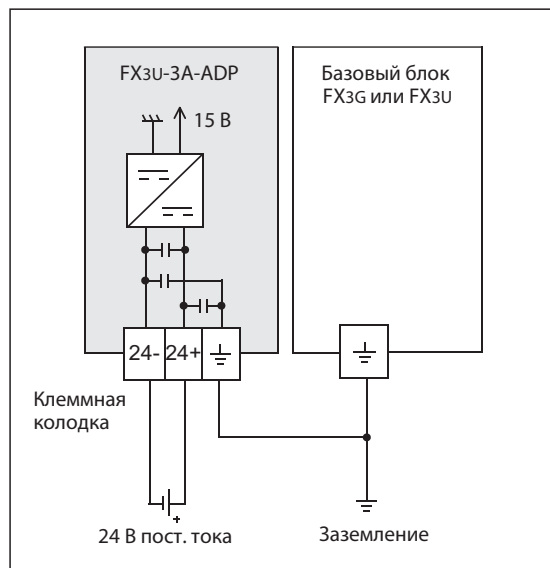 FX3U-3A-ADP
15 В
Базовый блок
FX3G или FX3U
24-
24+
Клеммная
колодка
+
24 В пост. тока
Заземление